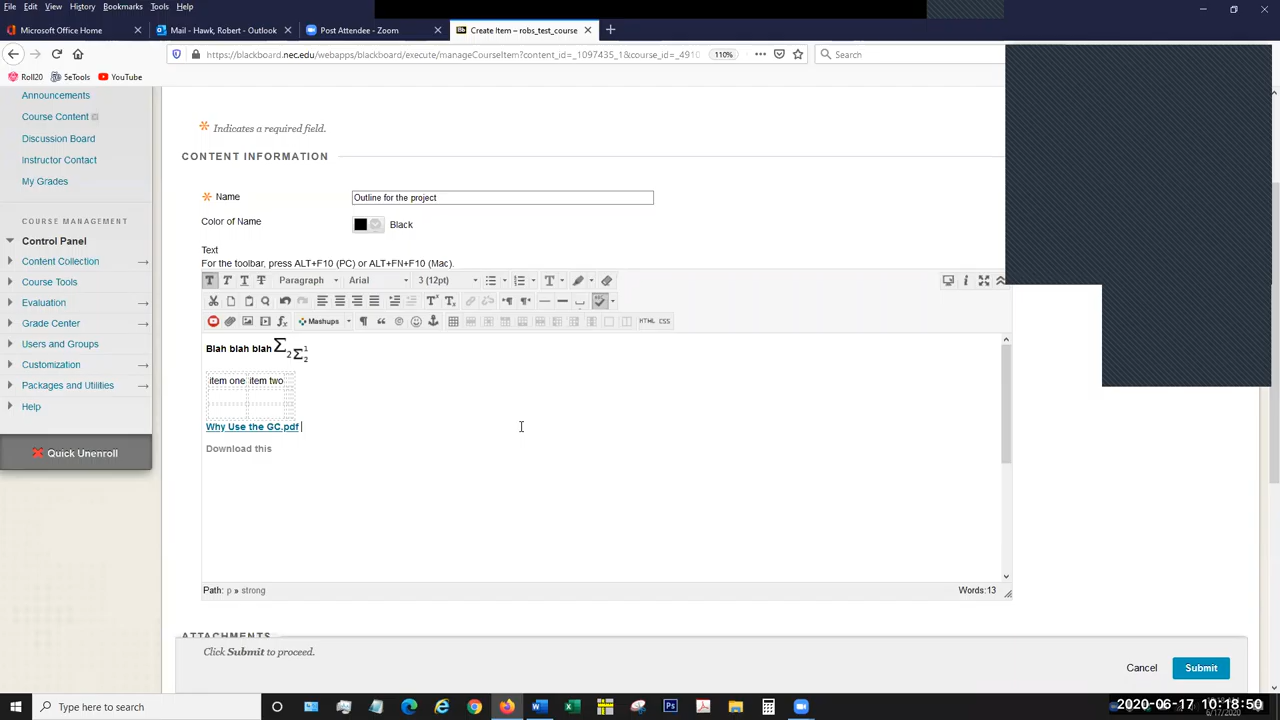 File Edit View History Bookmarks Tools Help
Microsoft Office Home
Mail - Hawk, Robert - Outlook
Post Attendee - Zoom
Create Item – robs_test_course
https://blackboard.nec.edu/webapps/blackboard/execute/manageCourseItem?content_id=_1097435_1&course_id=_4910
110%
Search
Roll20 5eTools YouTube
Announcements
Course Content
Discussion Board
Instructor Contact
My Grades
COURSE MANAGEMENT
Control Panel
Content Collection
Course Tools
Evaluation
Grade Center
Users and Groups
Customization
Packages and Utilities
Help
Quick Unenroll
Indicates a required field.
CONTENT INFORMATION
Name
Outline for the project
Color of Name
Black
Text
For the toolbar, press ALT+F10 (PC) or ALT+FN+F10 (Mac).
T T T T Paragraph Arial 3 (12pt)
Mashups HTML CSS
Blah blah blah Σ2 Σ12
item one item two
Why Use the GC.pdf
Download this
Path: p » strong
Words:13
ATTACHMENTS
Click Submit to proceed.
Cancel
Submit
Type here to search
2020-06-17 10:18:50